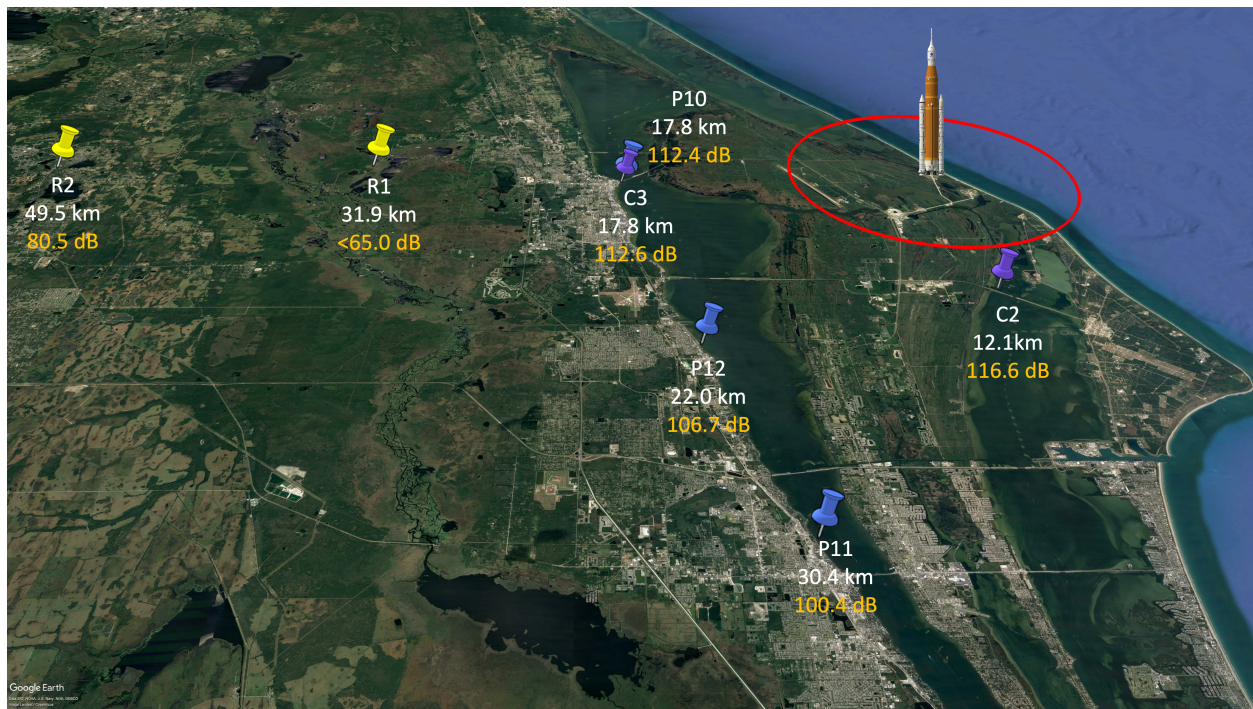 P10
17.8 km
112.4 dB
R2
49.5 km
80.5 dB
R1
31.9 km
<65.0 dB
C3
17.8 km
112.6 dB
C2
12.1km
116.6 dB
P12
22.0 km
106.7 dB
P11
30.4 km
100.4 dB
Google Earth